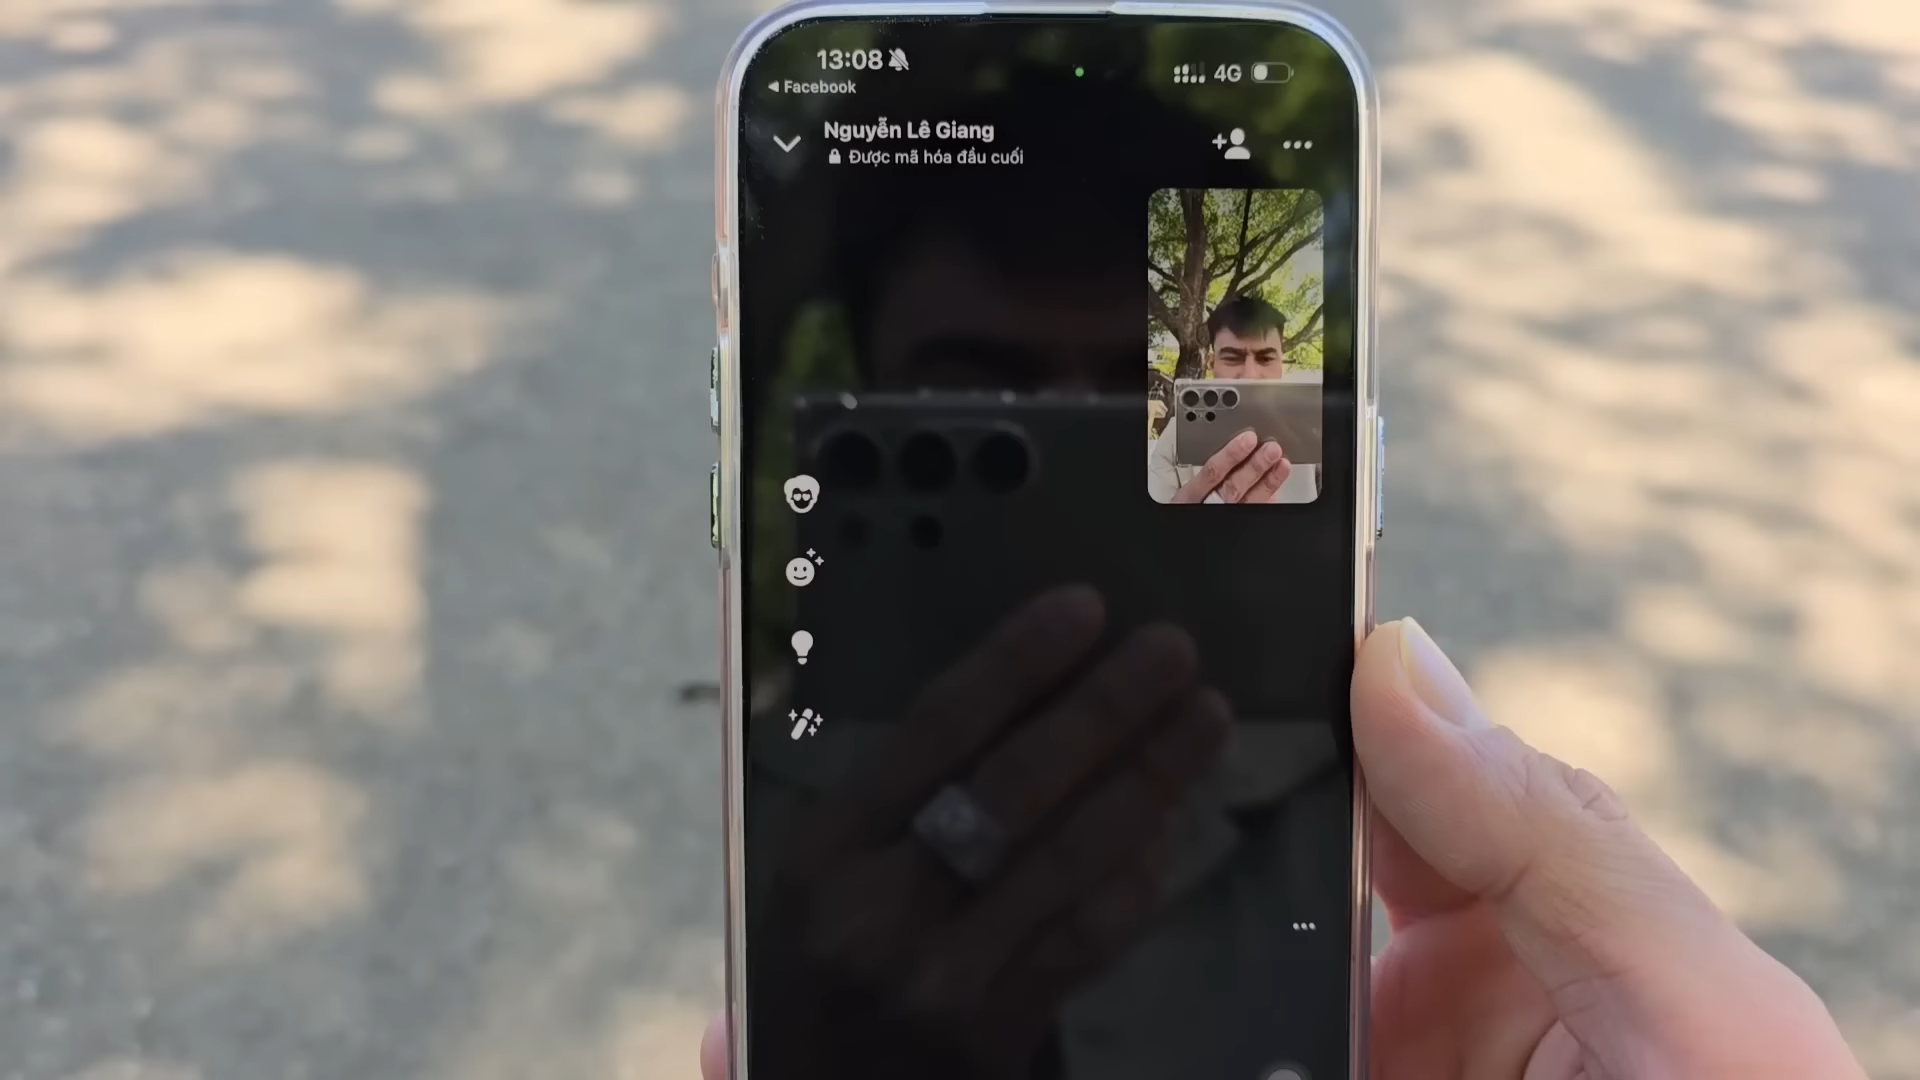 13:08
4G
Facebook
Nguyễn Lê Giang
Được mã hóa đầu cuối